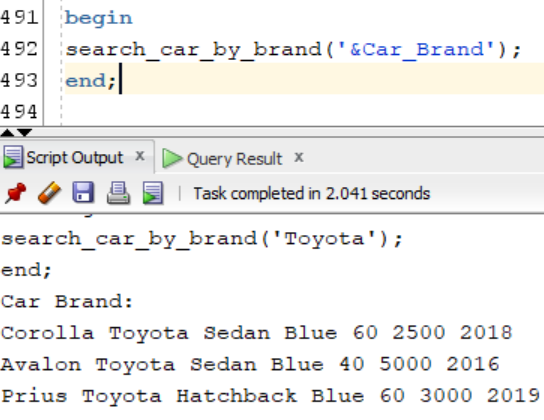 491 begin
492 search_car_by_brand('&Car_Brand');
493 end;
494
Script Output x Query Result x
Task completed in 2.041 seconds
search_car_by_brand('Toyota');
end;
Car Brand:
Corolla Toyota Sedan Blue 60 2500 2018
Avalon Toyota Sedan Blue 40 5000 2016
Prius Toyota Hatchback Blue 60 3000 2019